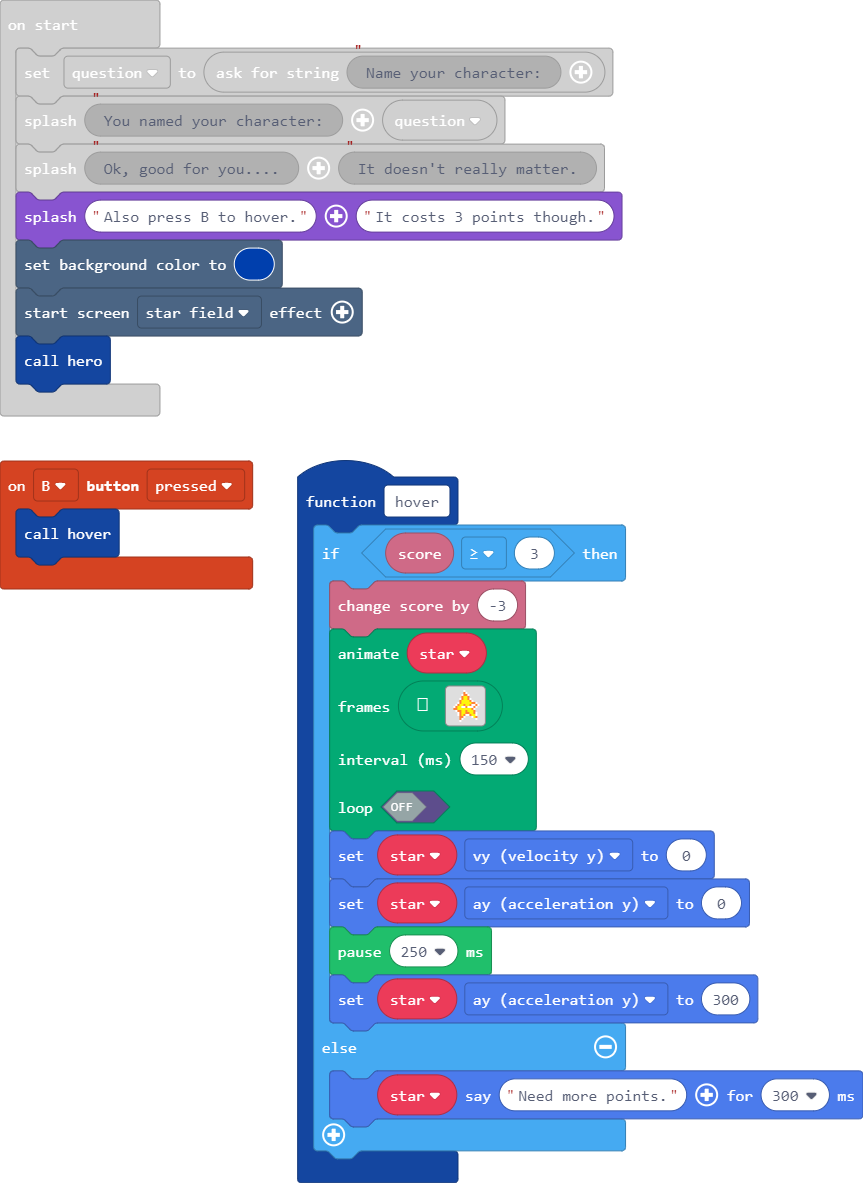 on start
set question to ask for string " Name your character:
splash " You named your character: question
splash " Ok, good for you.... " It doesn't really matter.
splash "Also press B to hover." "It costs 3 points though."
set background color to
start screen star field effect
call hero
on B button pressed
call hover
function hover
if score ≥ 3 then
change score by -3
animate star
frames
interval (ms) 150
loop OFF
set star vy (velocity y) to 0
set star ay (acceleration y) to 0
pause 250 ms
set star ay (acceleration y) to 300
else
star say "Need more points." for 300 ms